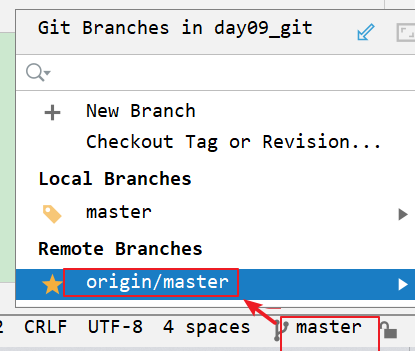 Git Branches in day09_git
New Branch
Checkout Tag or Revision...
Local Branches
master
Remote Branches
origin/master
2 CRLF UTF-8 4 spaces master